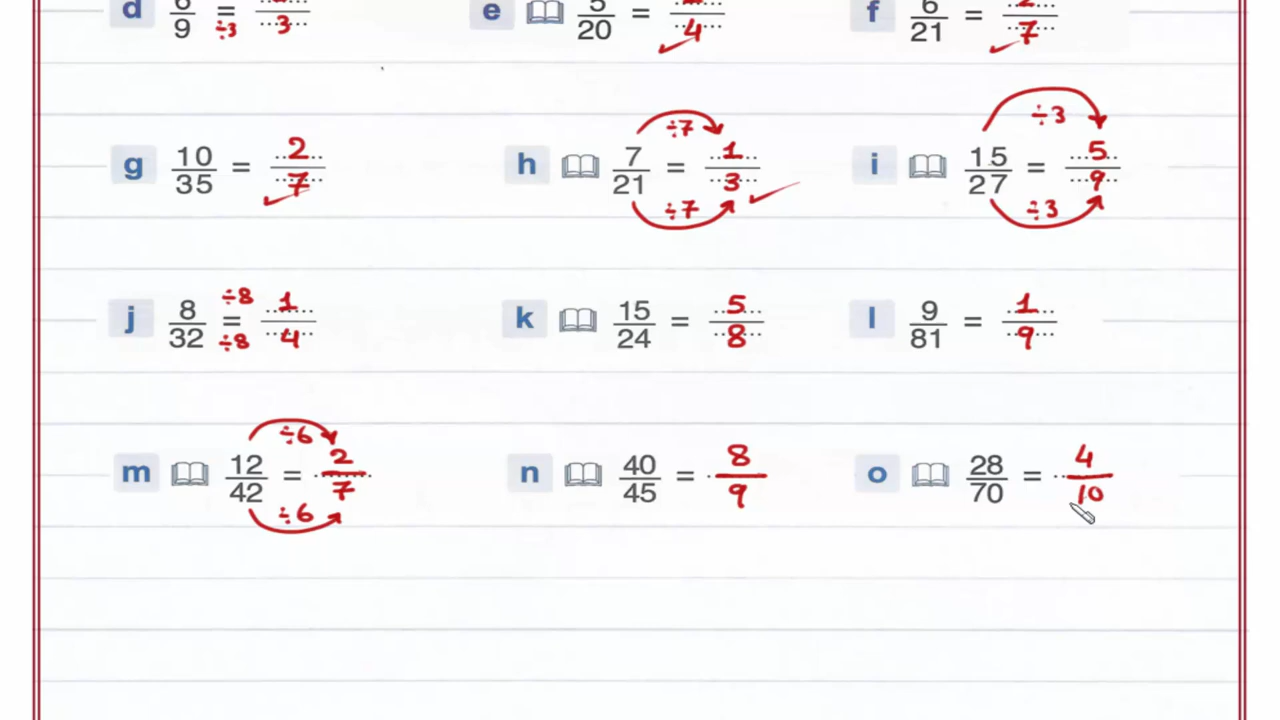 d 6/9 = ÷3 3 e 5/20 = 4 f 6/21 = 7
g 10/35 = 2/7 h 7/21 = 1/3 ÷7 ÷7 i 15/27 = 5/9 ÷3 ÷3
j 8/32 = 1/4 ÷8 ÷8 k 15/24 = 5/8 l 9/81 = 1/9
m 12/42 = 2/7 ÷6 ÷6 n 40/45 = 8/9 o 28/70 = 4/10